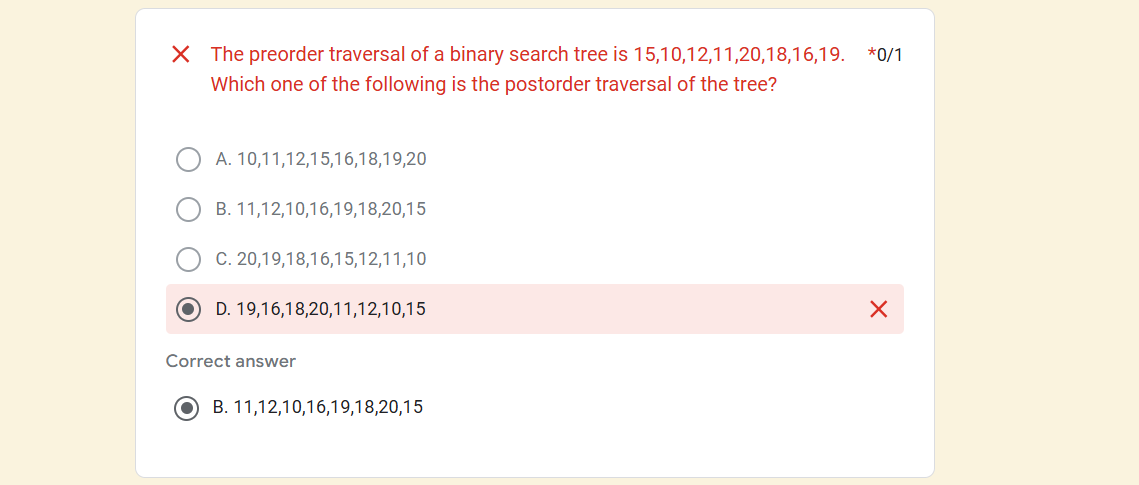 The preorder traversal of a binary search tree is 15,10,12,11,20,18,16,19. *0/1
Which one of the following is the postorder traversal of the tree?
A. 10,11,12,15,16,18,19,20
B. 11,12,10,16,19,18,20,15
C. 20,19,18,16,15,12,11,10
D. 19,16,18,20,11,12,10,15
Correct answer
B. 11,12,10,16,19,18,20,15